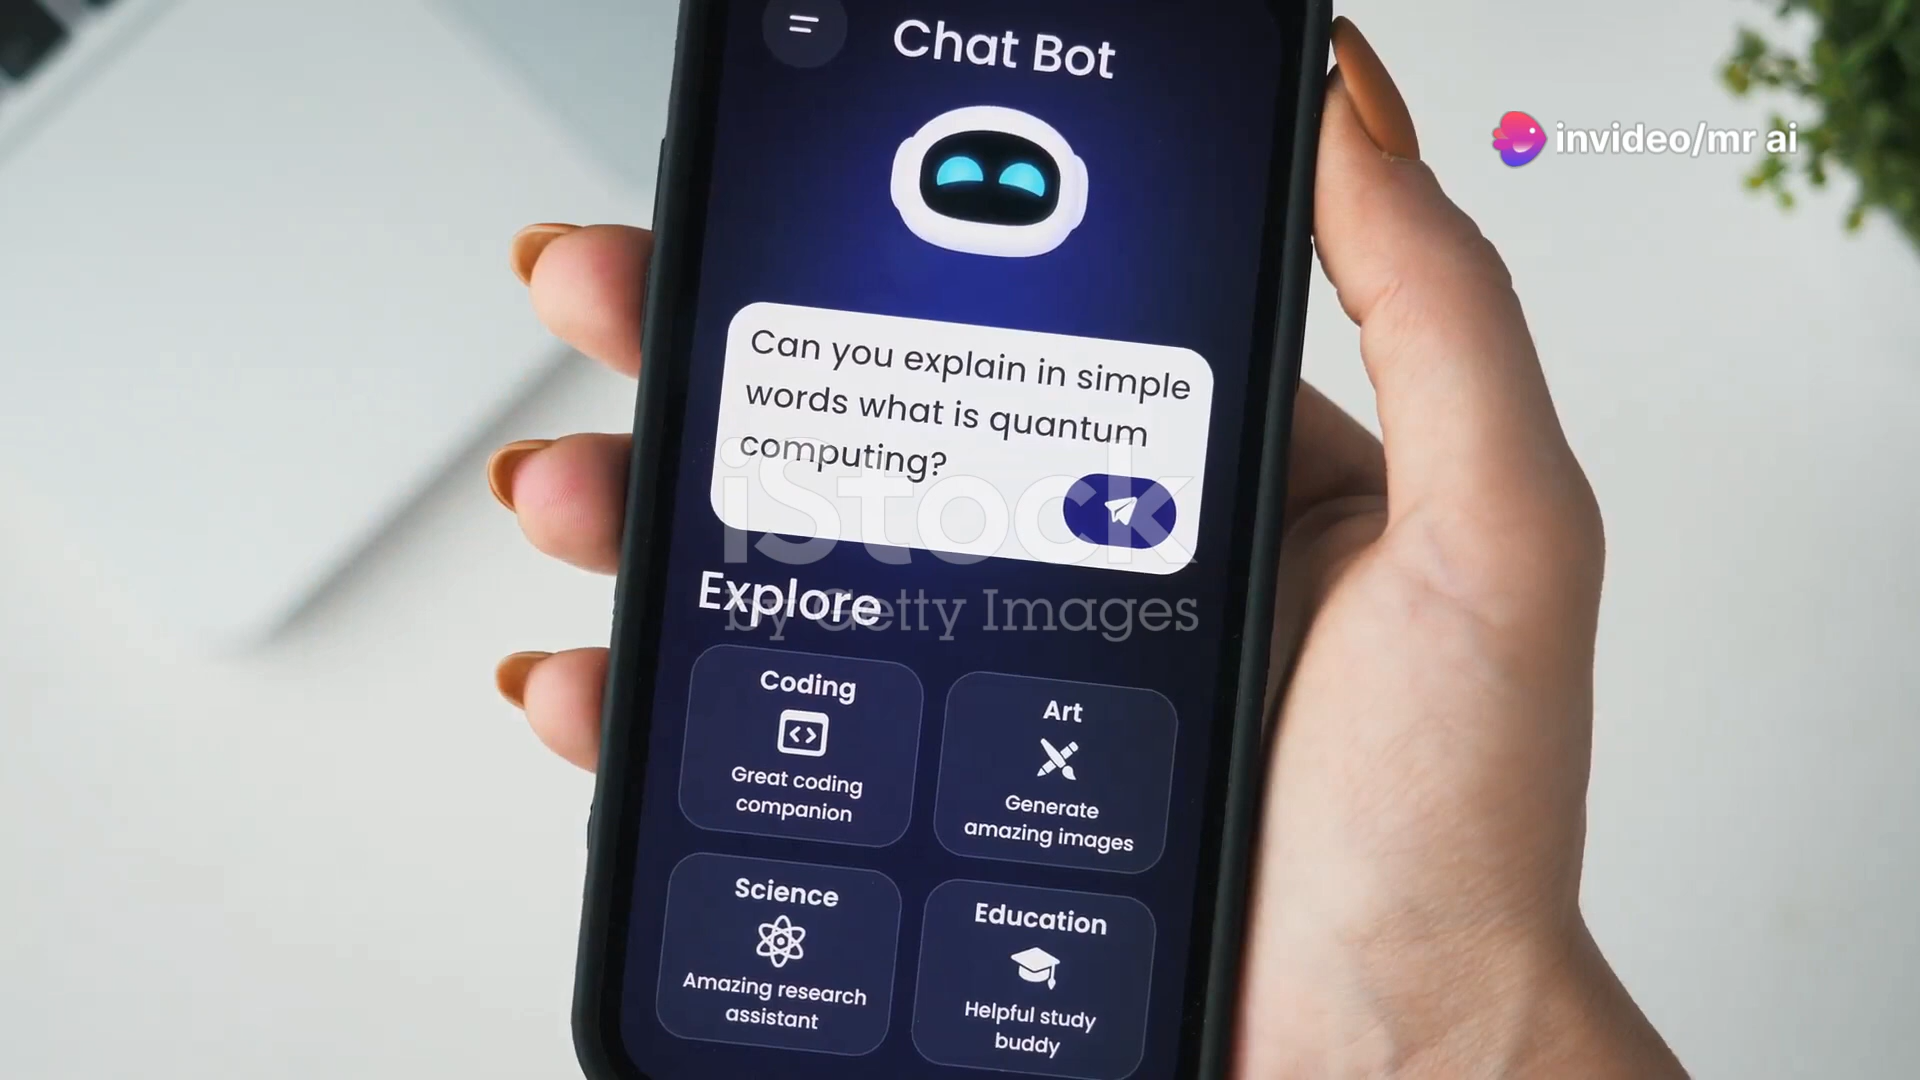 Chat Bot
invideo/mr ai
Can you explain in simple
words what is quantum
computing?
iStock
by Getty Images
Explore
Coding
Great coding
companion
Art
Generate
amazing images
Science
Amazing research
assistant
Education
Helpful study
buddy